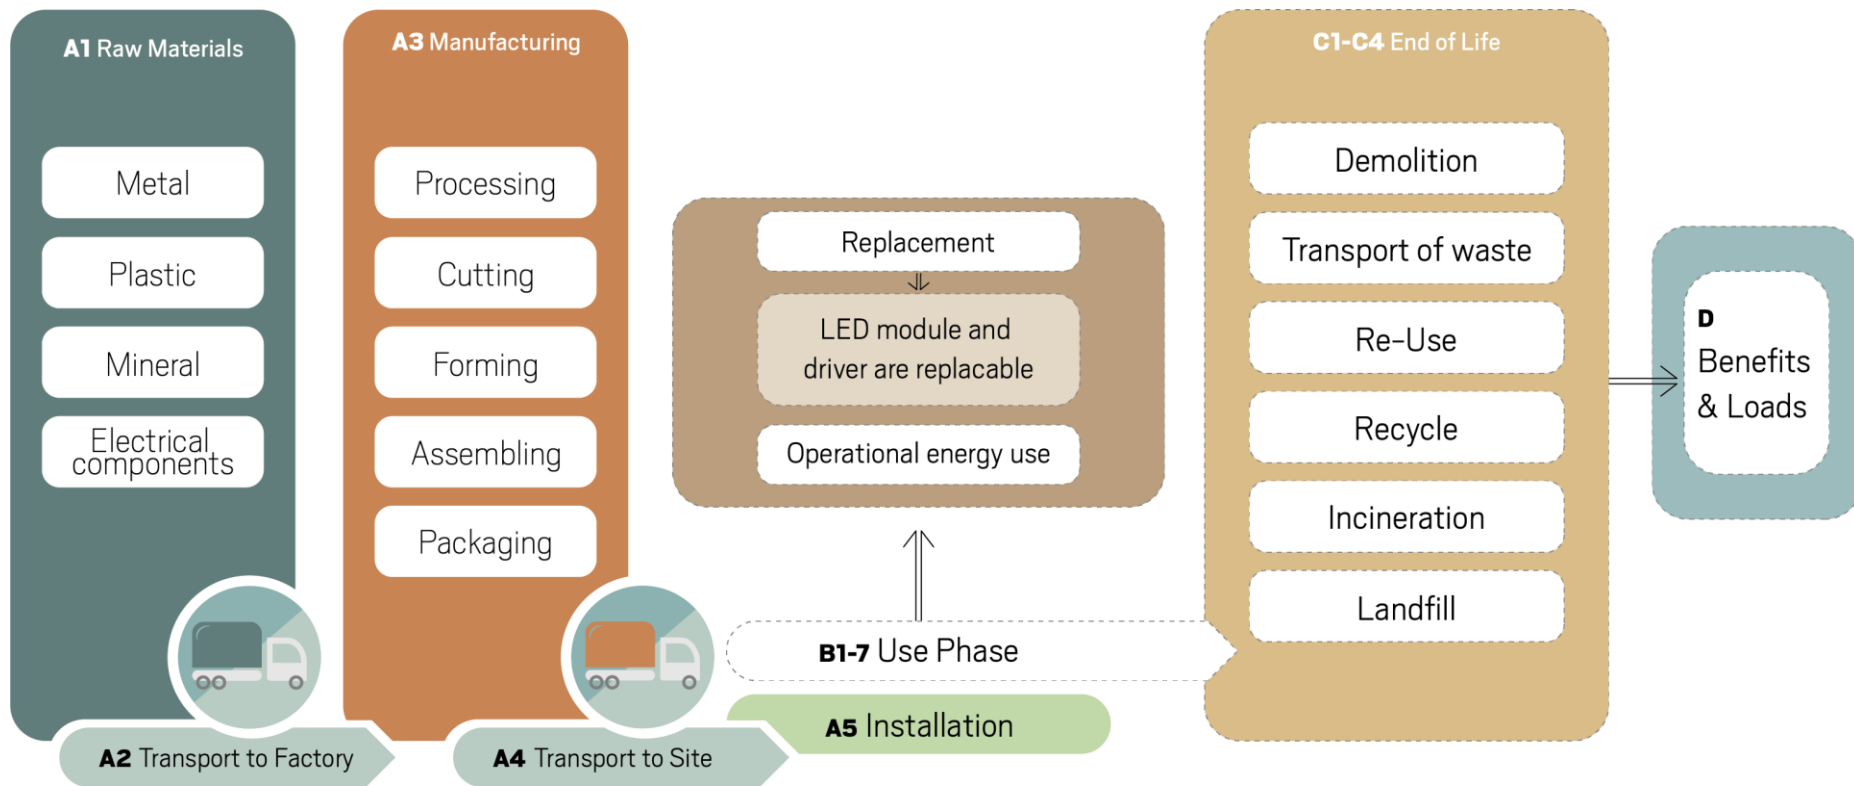 A1 Raw Materials
Metal
Plastic
Mineral
Electrical
components
A2 Transport to Factory
A3 Manufacturing
Processing
Cutting
Forming
Assembling
Packaging
A4 Transport to Site
A5 Installation
B1-7 Use Phase
Replacement
LED module and
driver are replacable
Operational energy use
C1-C4 End of Life
Demolition
Transport of waste
Re-Use
Recycle
Incineration
Landfill
D
Benefits
& Loads